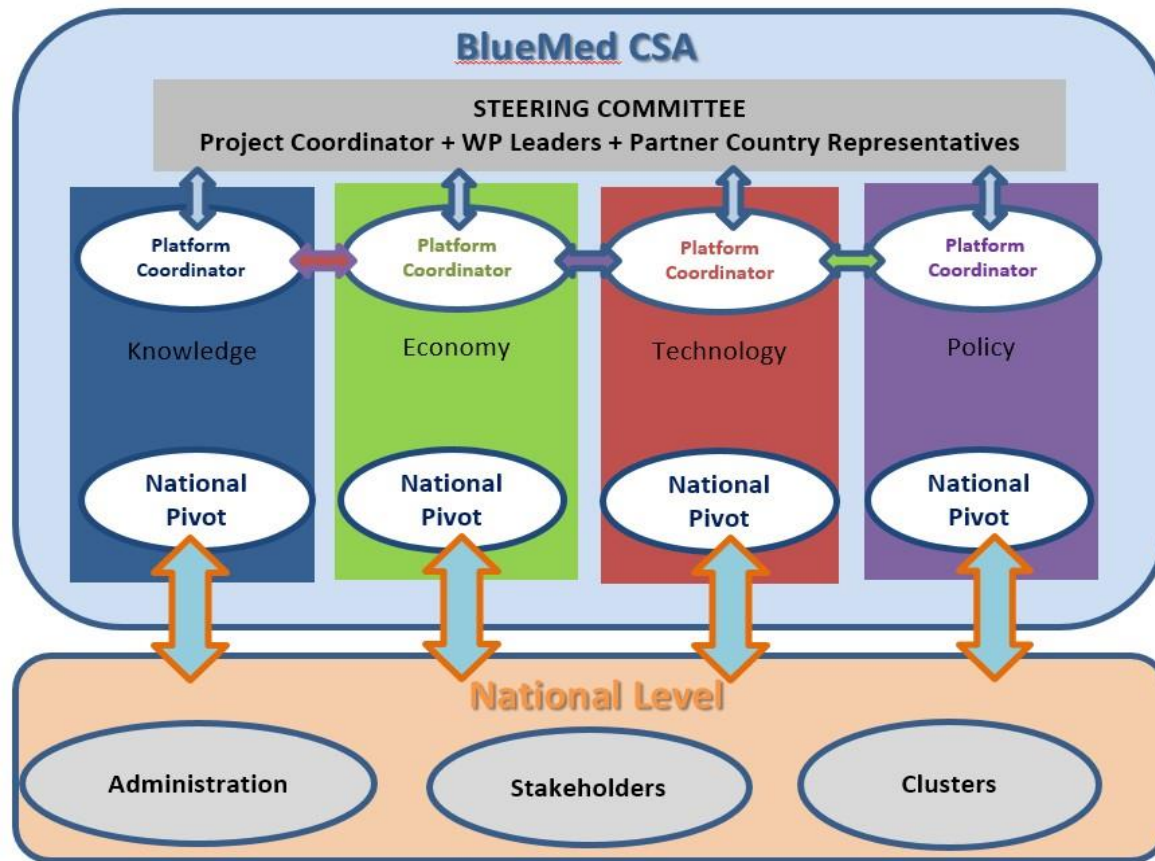 BlueMed CSA
STEERING COMMITTEE
Project Coordinator + WP Leaders + Partner Country Representatives
Platform
Coordinator
Platform
Coordinator
Platform
Coordinator
Platform
Coordinator
Knowledge
Economy
Technology
Policy
National
Pivot
National
Pivot
National
Pivot
National
Pivot
National Level
Administration
Stakeholders
Clusters